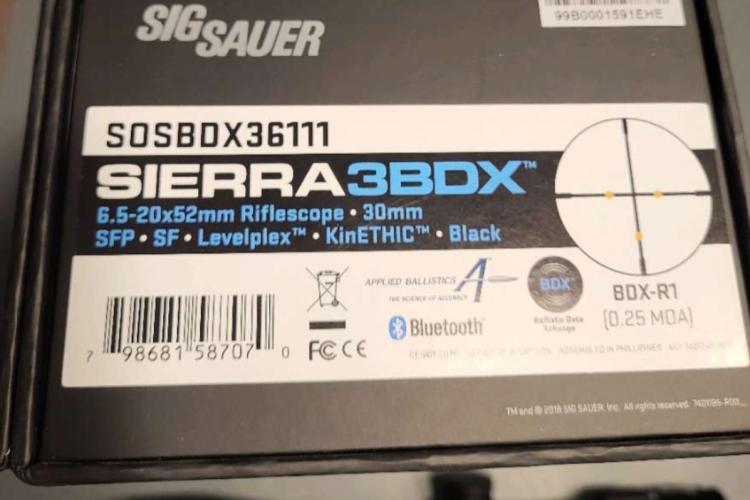 SIG SAUER
99B0001591EHE
SOSBDX36111
SIERRA3BDX™
6.5-20x52mm Riflescope • 30mm
SFP • SF • Levelplex™ • KinETHIC™ • Black
APPLIED BALLISTICS
THE SCIENCE OF ACCURACY
BDX
Ballistic Data
Xchange
BDX-R1
(0.25 MOA)
Bluetooth®
7 98681 58707 0
FC CE
ASSEMBLED IN PHILLIPINES
TM and © 2018 SIG SAUER, Inc. All rights reserved.